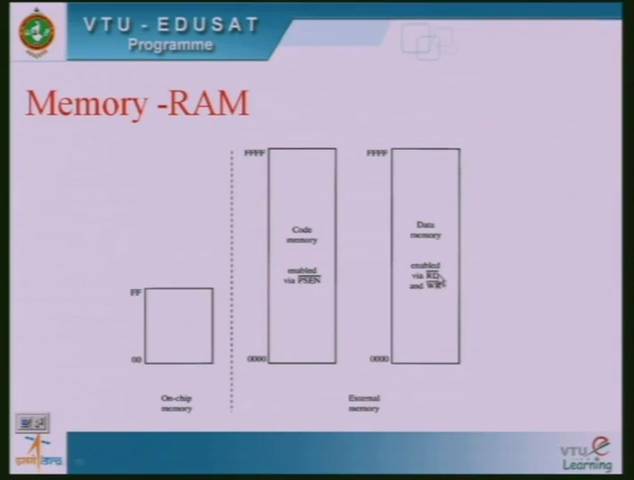 VTU - EDUSAT
Programme
Memory -RAM
FFFF
FFFF
Code
memory
Data
memory
enabled
via PSEN
enabled
via RD
and WR
FF
00
0000
0000
On-chip
memory
External
memory
VTU e
Learning